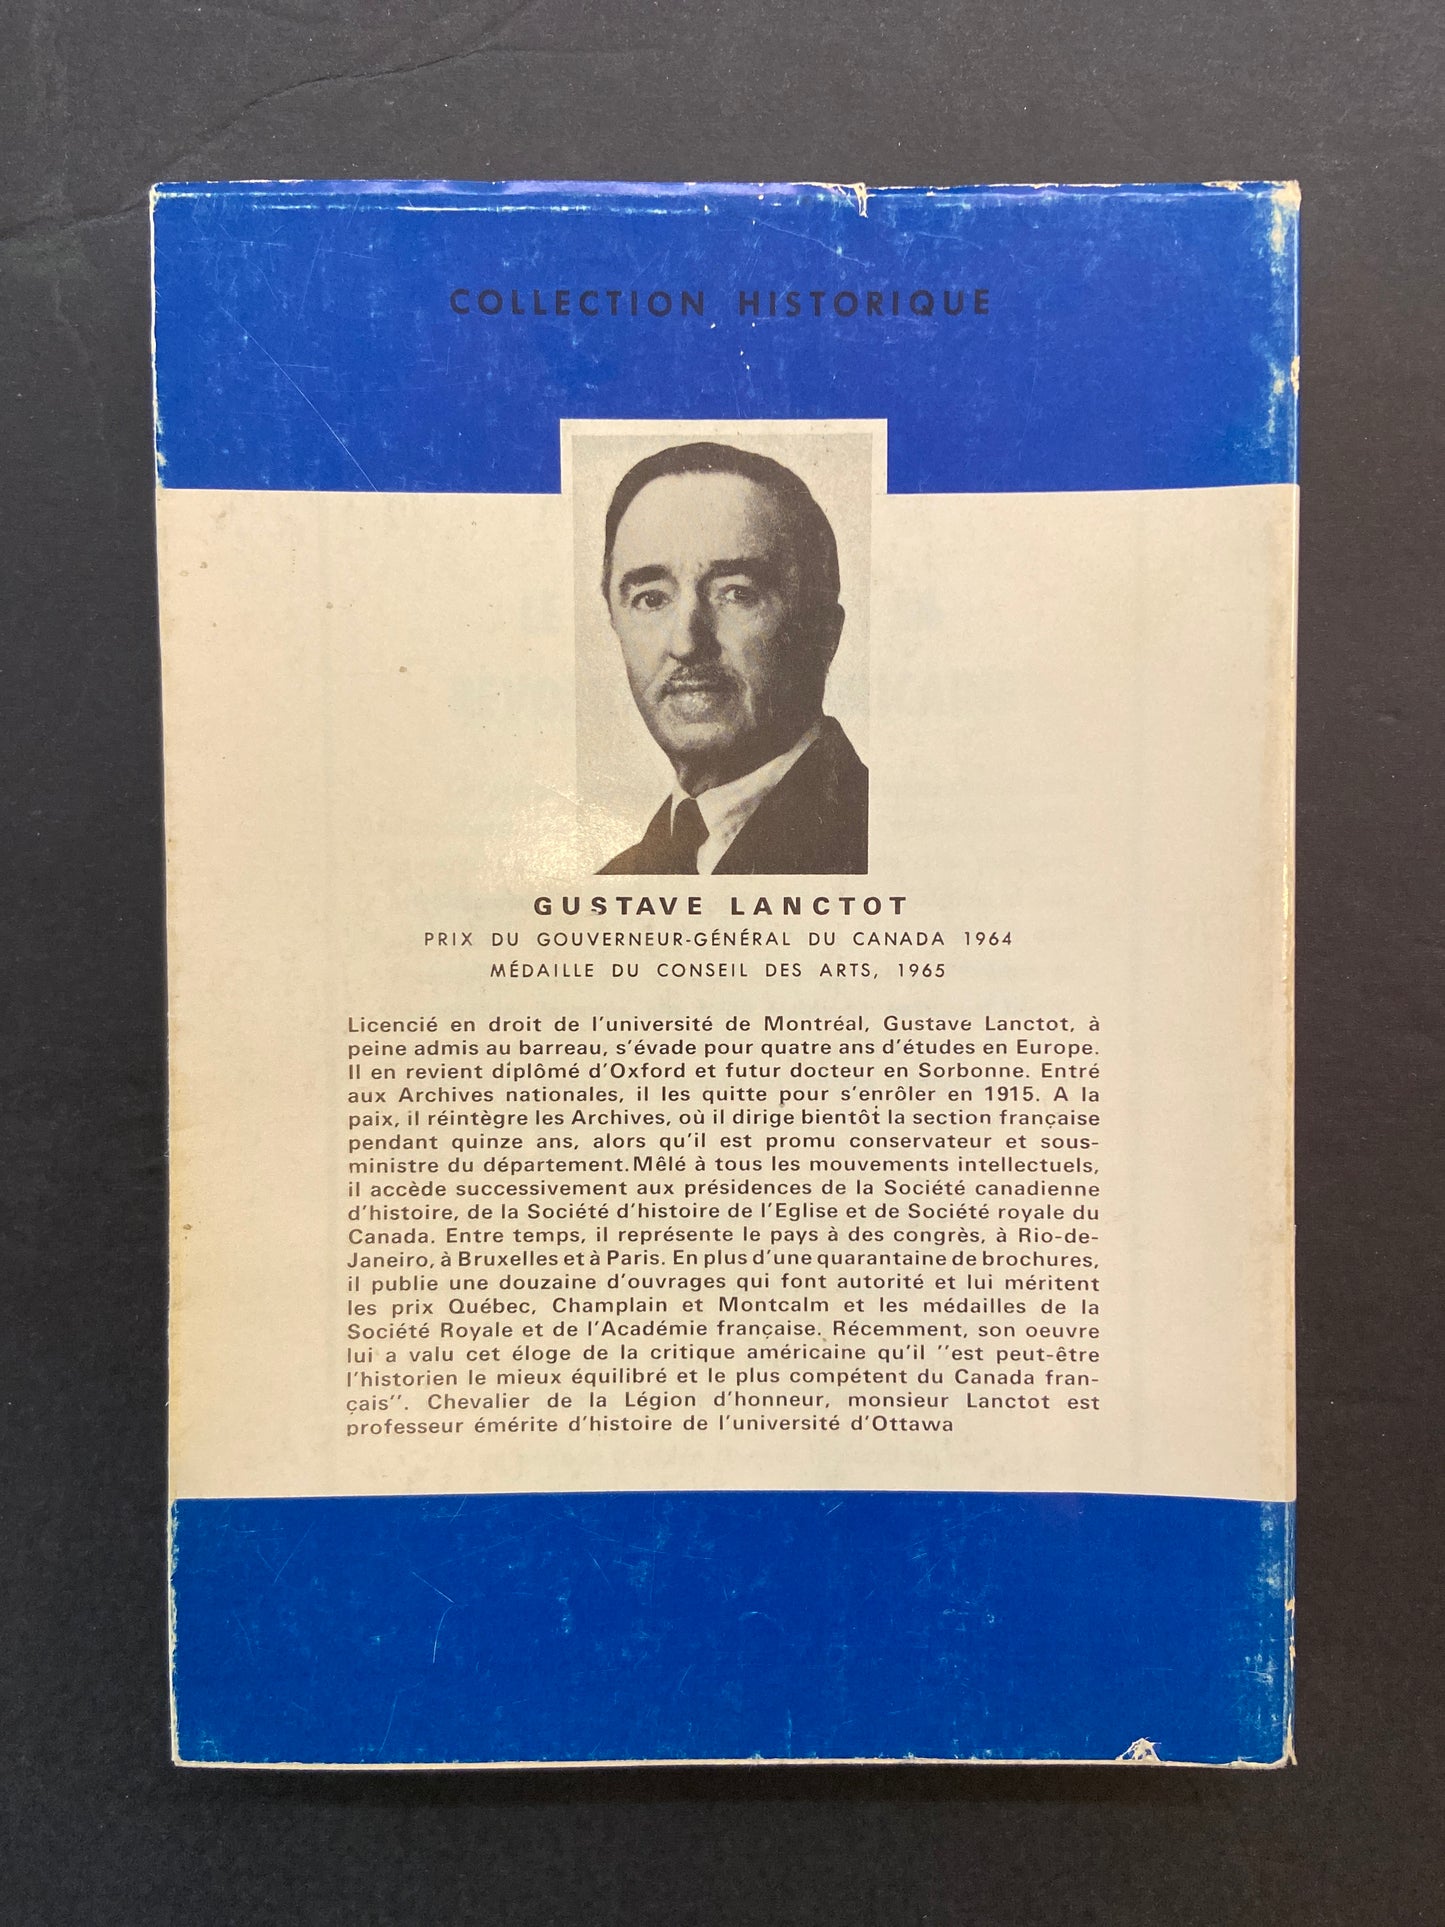 COLLECTION HISTORIQUE
GUSTAVE LANCTOT
PRIX DU GOUVERNEUR-GÉNÉRAL DU CANADA 1964
MÉDAILLE DU CONSEIL DES ARTS, 1965
Licencié en droit de l'université de Montréal, Gustave Lanctot, à
peine admis au barreau, s'évade pour quatre ans d'études en Europe.
Il en revient diplômé d'Oxford et futur docteur en Sorbonne. Entré
aux Archives nationales, il les quitte pour s'enrôler en 1915. A la
paix, il réintègre les Archives, où il dirige bientôt la section française
pendant quinze ans, alors qu'il est promu conservateur et sous-
ministre du département. Mêlé à tous les mouvements intellectuels,
il accède successivement aux présidences de la Société canadienne
d'histoire, de la Société d'histoire de l'Eglise et de Société royale du
Canada. Entre temps, il représente le pays à des congrès, à Rio-de-
Janeiro, à Bruxelles et à Paris. En plus d'une quarantaine de brochures,
il publie une douzaine d'ouvrages qui font autorité et lui méritent
les prix Québec, Champlain et Montcalm et les médailles de la
Société Royale et de l'Académie française. Récemment, son oeuvre
lui a valu cet éloge de la critique américaine qu'il "est peut-être
l'historien le mieux équilibré et le plus compétent du Canada fran-
çais". Chevalier de la Légion d'honneur, monsieur Lanctot est
professeur émérite d'histoire de l'université d'Ottawa